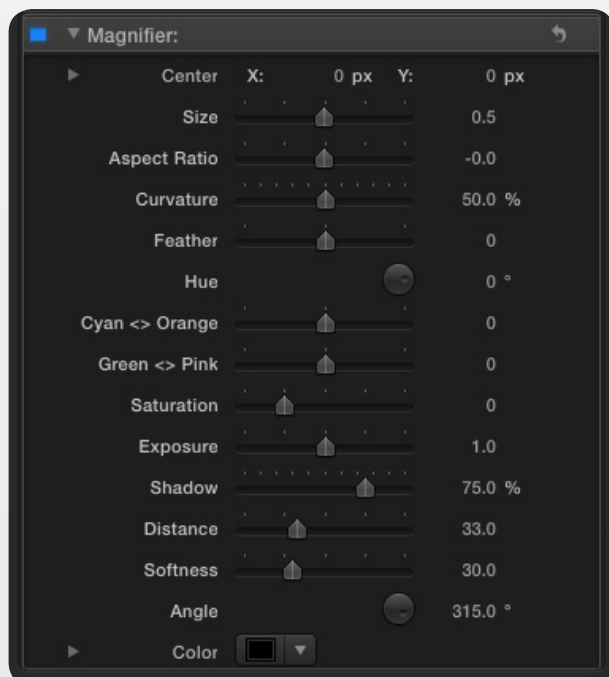 Magnifier:
Center X: 0 px Y: 0 px
Size 0.5
Aspect Ratio -0.0
Curvature 50.0 %
Feather 0
Hue 0 °
Cyan <> Orange 0
Green <> Pink 0
Saturation 0
Exposure 1.0
Shadow 75.0 %
Distance 33.0
Softness 30.0
Angle 315.0 °
Color